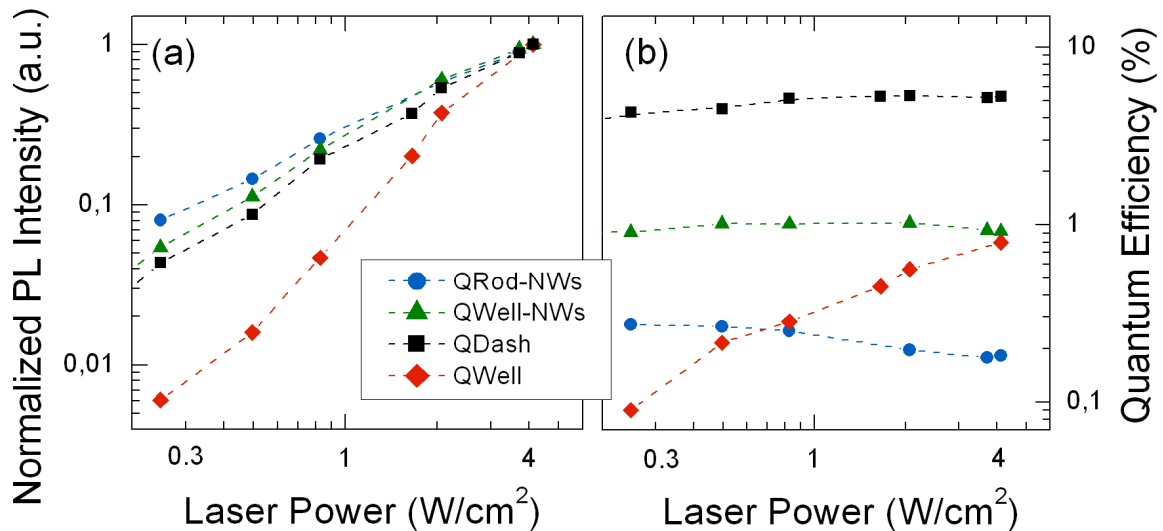 Normalized PL Intensity (a.u.)
(a)
1
0,1
0,01
0.3
1
4
Laser Power (W/cm²)
QRod-NWs
QWell-NWs
QDash
QWell
(b)
10
1
0,1
0.3
1
4
Laser Power (W/cm²)
Quantum Efficiency (%)